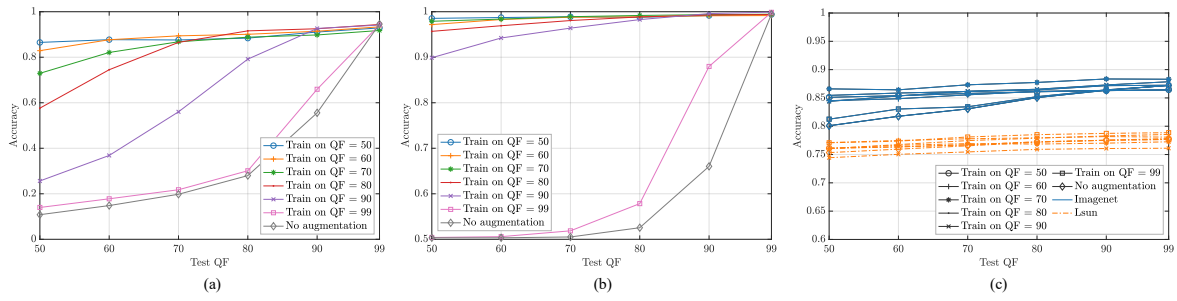 1
0.8
0.6
0.4
0.2
0
Accuracy
50
60
70
80
90
99
Test QF
Train on QF = 50
Train on QF = 60
Train on QF = 70
Train on QF = 80
Train on QF = 90
Train on QF = 99
No augmentation
(a)
1
0.9
0.8
0.7
0.6
0.5
Accuracy
50
60
70
80
90
99
Test QF
Train on QF = 50
Train on QF = 60
Train on QF = 70
Train on QF = 80
Train on QF = 90
Train on QF = 99
No augmentation
(b)
1
0.95
0.9
0.85
0.8
0.75
0.7
0.65
0.6
Accuracy
50
60
70
80
90
99
Test QF
Train on QF = 50
Train on QF = 60
Train on QF = 70
Train on QF = 80
Train on QF = 90
Train on QF = 99
No augmentation
Imagenet
Lsun
(c)